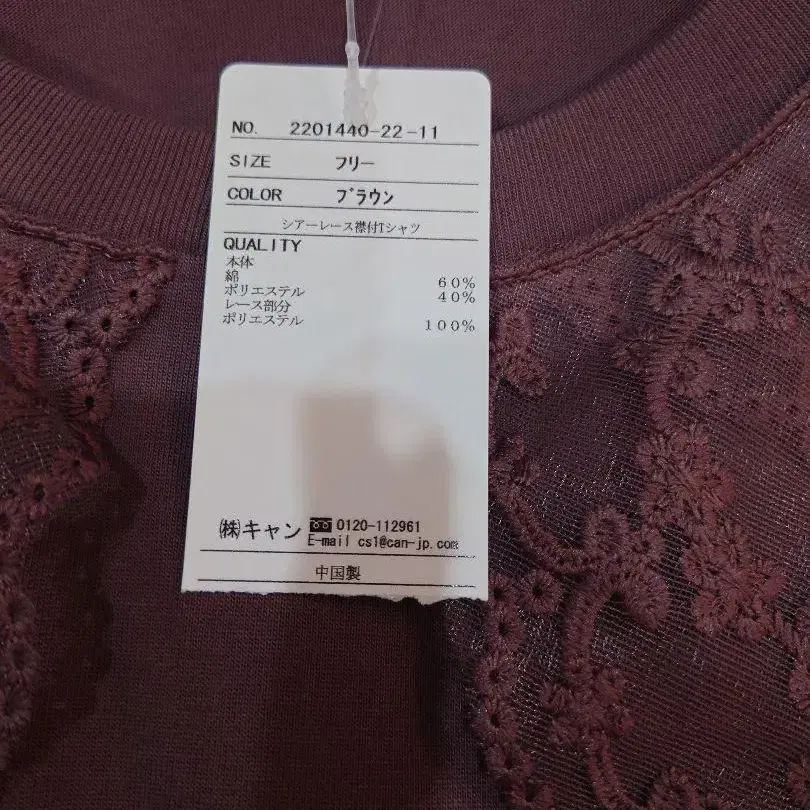 NO. 2201440-22-11
SIZE フリー
COLOR ブラウン
シアーレース襟付Tシャツ
QUALITY
本体
綿 60%
ポリエステル 40%
レース部分
ポリエステル 100%
㈱キャン 0120-112961
E-mail cs1@can-jp.com
中国製